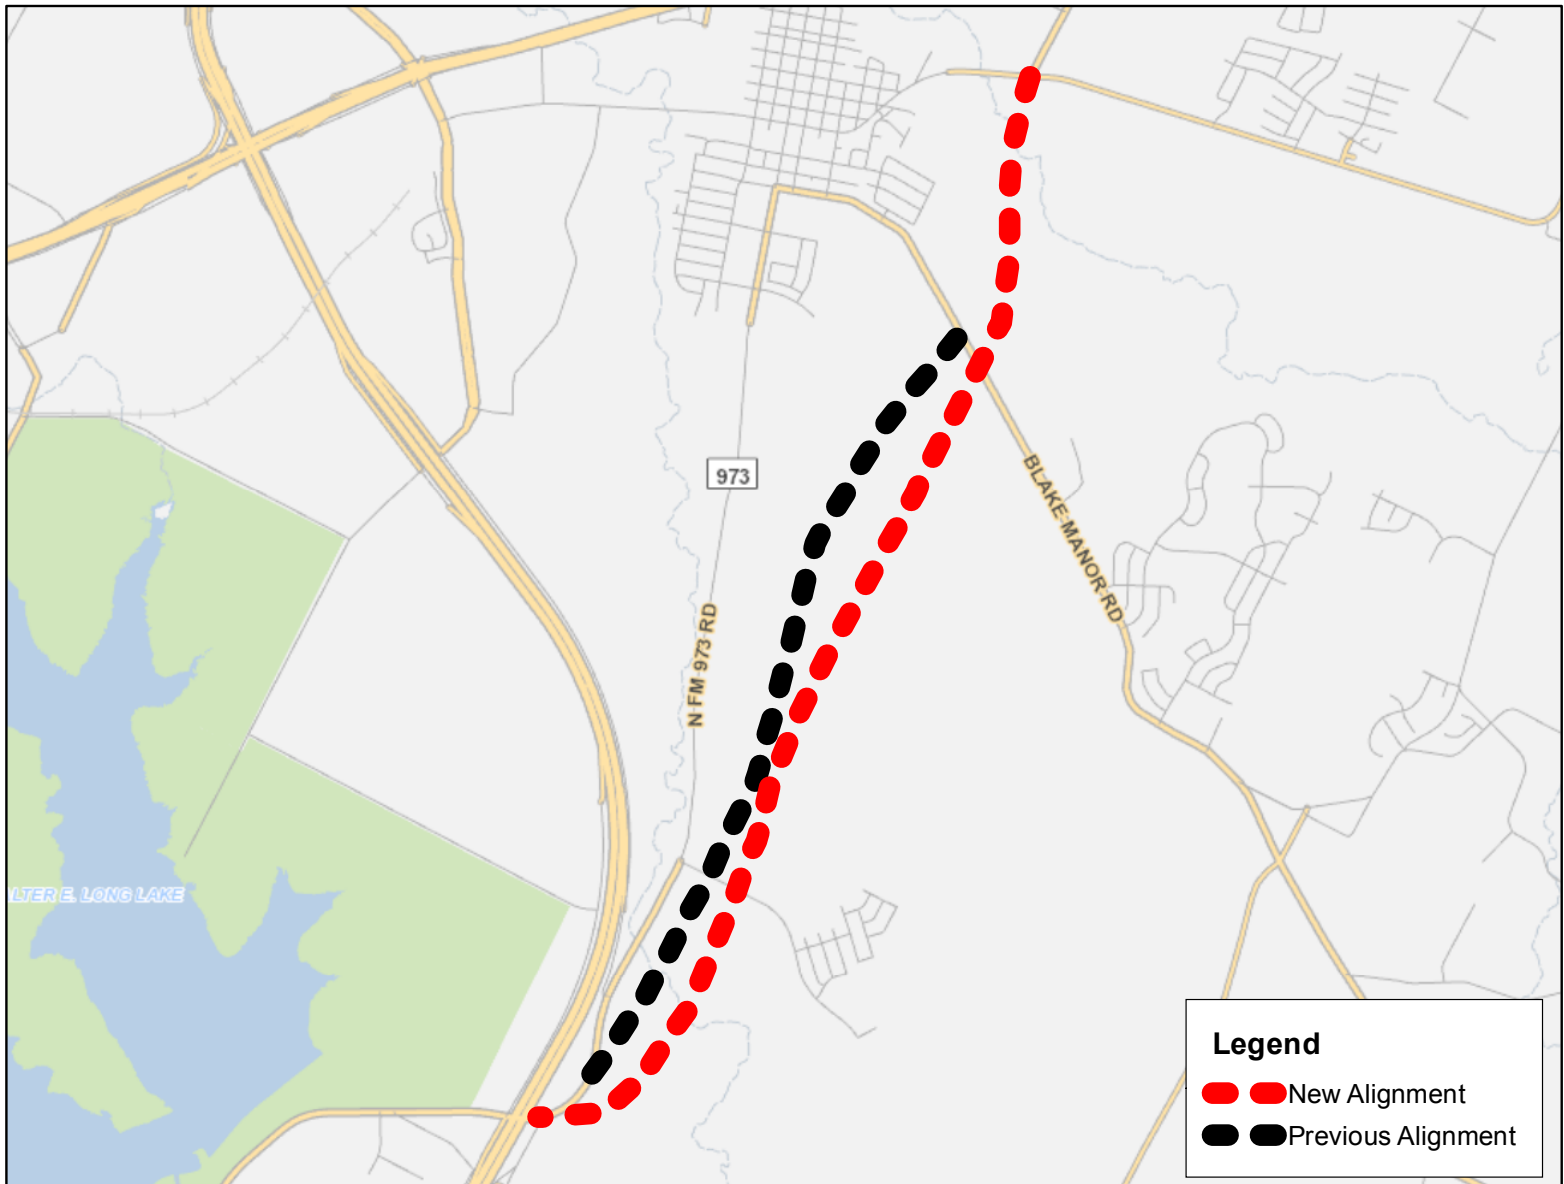 973
BLAKE MANOR RD
N FM 973 RD
LTER E. LONG LAKE
Legend
New Alignment
Previous Alignment